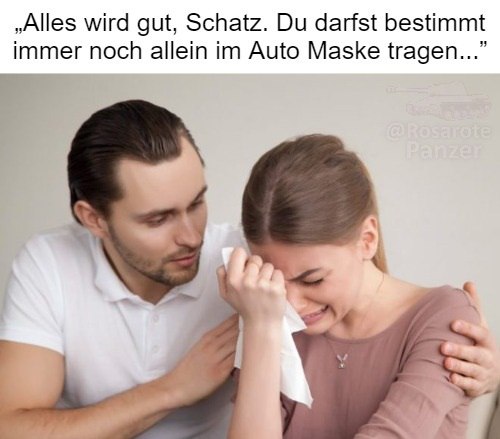 „Alles wird gut, Schatz. Du darfst bestimmt
immer noch allein im Auto Maske tragen...”
@Rosarote
Panzer